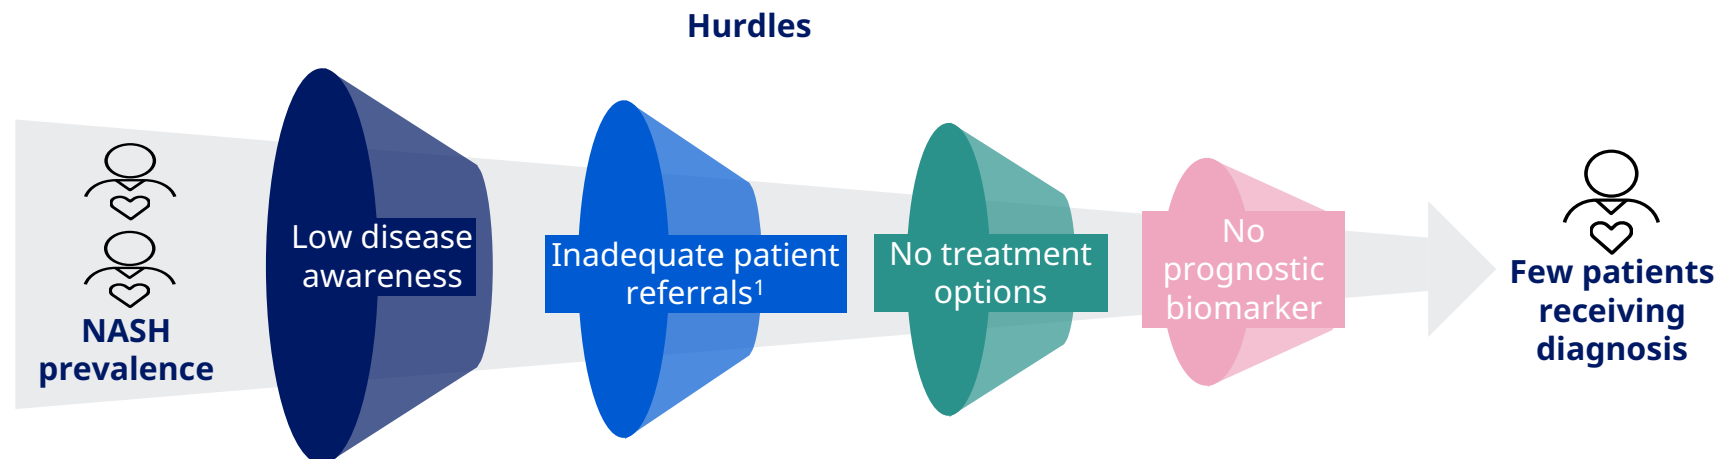 Hurdles
NASH
prevalence
Low disease
awareness
Inadequate patient
referrals¹
No treatment
options
No
prognostic
biomarker
Few patients
receiving
diagnosis